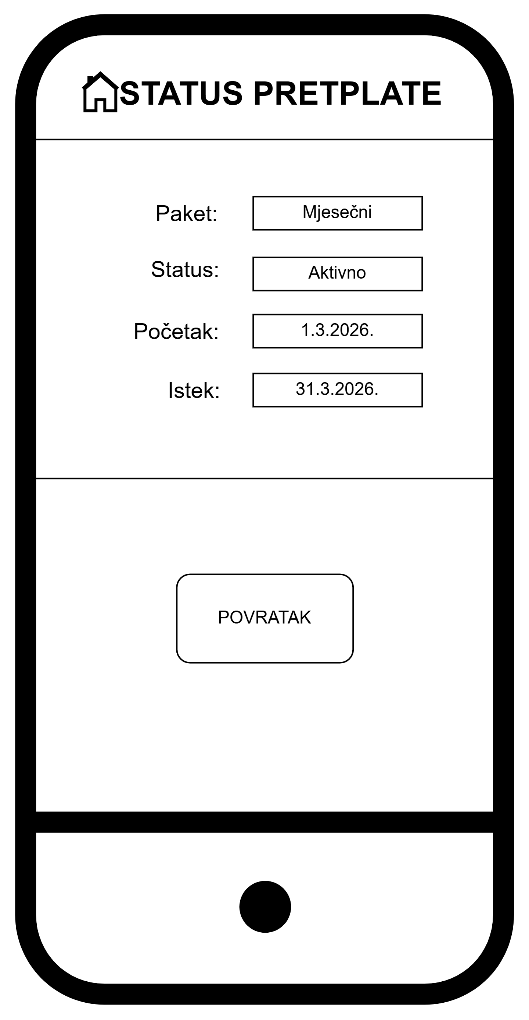 STATUS PRETPLATE
Paket: Mjesečni
Status: Aktivno
Početak: 1.3.2026.
Istek: 31.3.2026.
POVRATAK